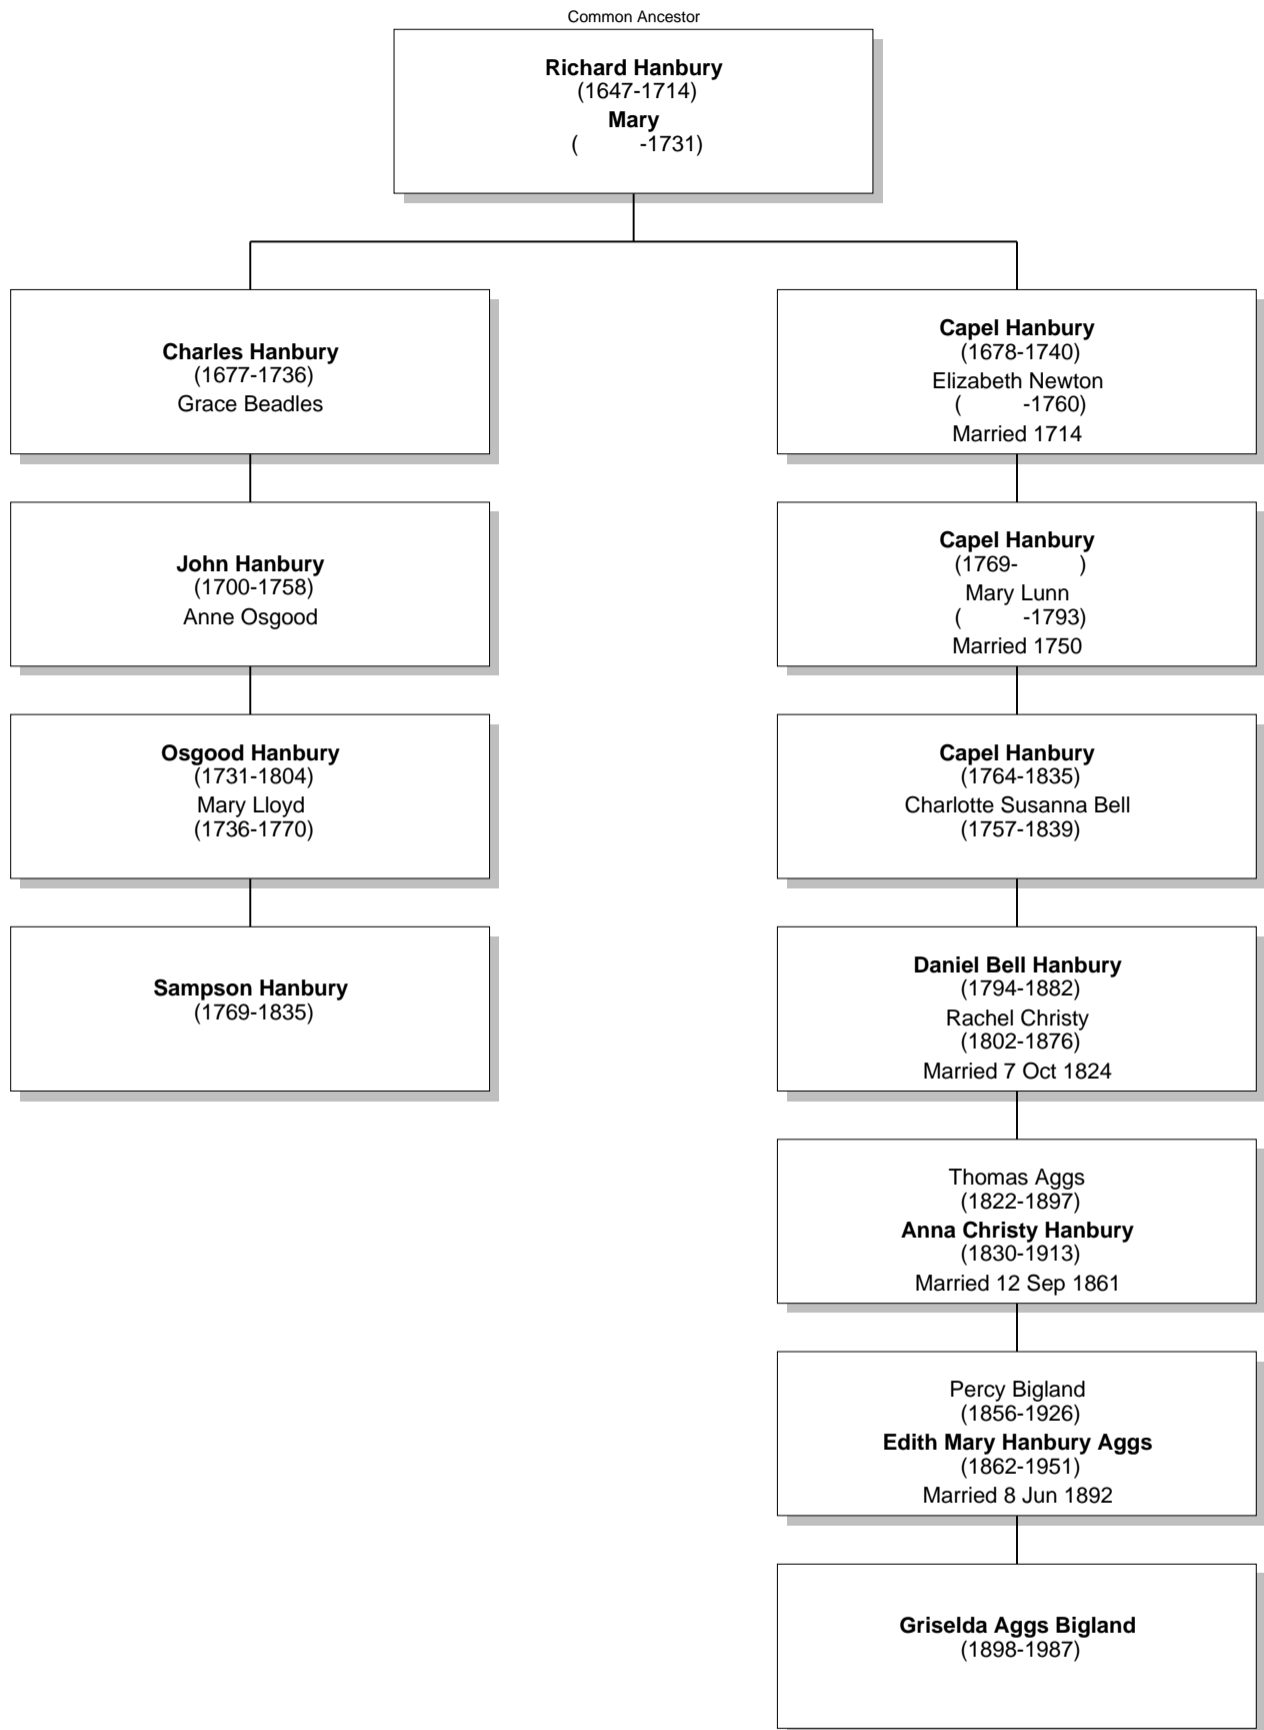 Common Ancestor
Richard Hanbury
(1647-1714)
Mary
( -1731)
Charles Hanbury
(1677-1736)
Grace Beadles
Capel Hanbury
(1678-1740)
Elizabeth Newton
( -1760)
Married 1714
John Hanbury
(1700-1758)
Anne Osgood
Capel Hanbury
(1769- )
Mary Lunn
( -1793)
Married 1750
Osgood Hanbury
(1731-1804)
Mary Lloyd
(1736-1770)
Capel Hanbury
(1764-1835)
Charlotte Susanna Bell
(1757-1839)
Sampson Hanbury
(1769-1835)
Daniel Bell Hanbury
(1794-1882)
Rachel Christy
(1802-1876)
Married 7 Oct 1824
Thomas Aggs
(1822-1897)
Anna Christy Hanbury
(1830-1913)
Married 12 Sep 1861
Percy Bigland
(1856-1926)
Edith Mary Hanbury Aggs
(1862-1951)
Married 8 Jun 1892
Griselda Aggs Bigland
(1898-1987)